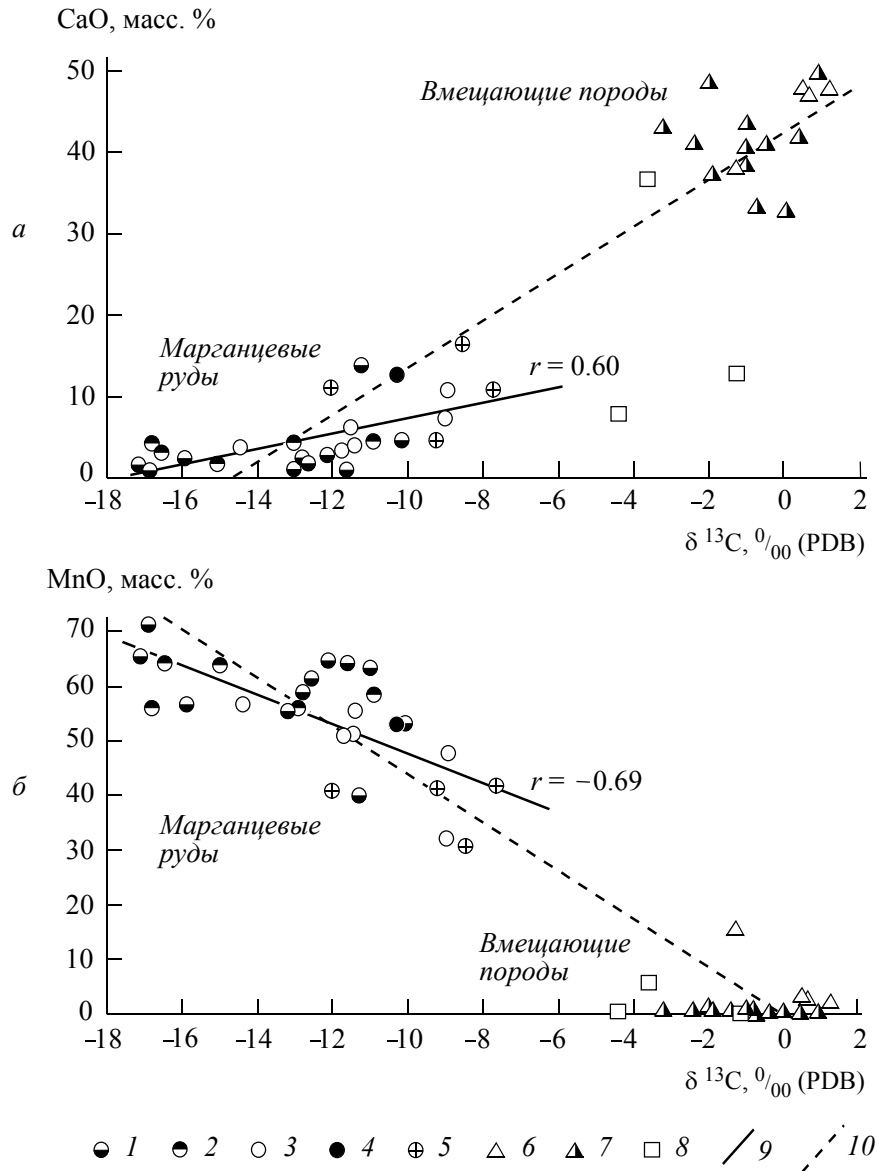 CaO, масс. %
50
40
30
20
10
0
а
Вмещающие породы
Марганцевые
руды
r = 0.60
–18 –16 –14 –12 –10 –8 –6 –4 –2 0 2
δ ¹³C, ⁰/₀₀ (PDB)
MnO, масс. %
70
60
50
40
30
20
10
0
б
r = −0.69
Марганцевые
руды
Вмещающие
породы
–18 –16 –14 –12 –10 –8 –6 –4 –2 0 2
δ ¹³C, ⁰/₀₀ (PDB)
1 2 3 4 5 6 7 8 9 10